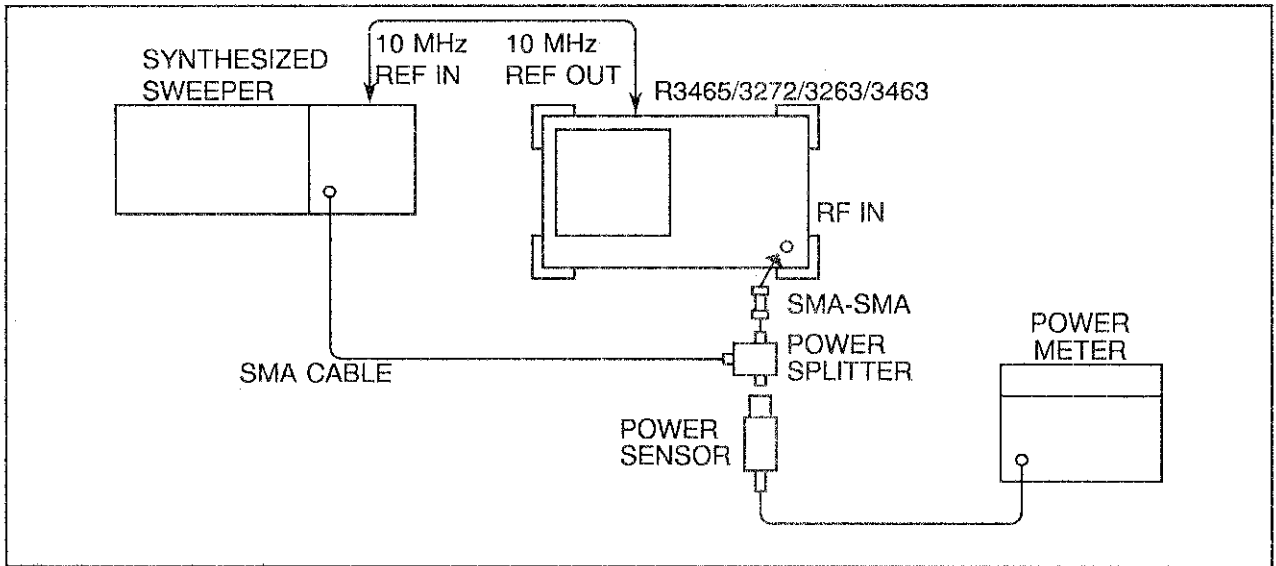 SYNTHESIZED
SWEEPER
10 MHz
REF IN
10 MHz
REF OUT
R3465/3272/3263/3463
RF IN
SMA-SMA
POWER
SPLITTER
SMA CABLE
POWER
SENSOR
POWER
METER